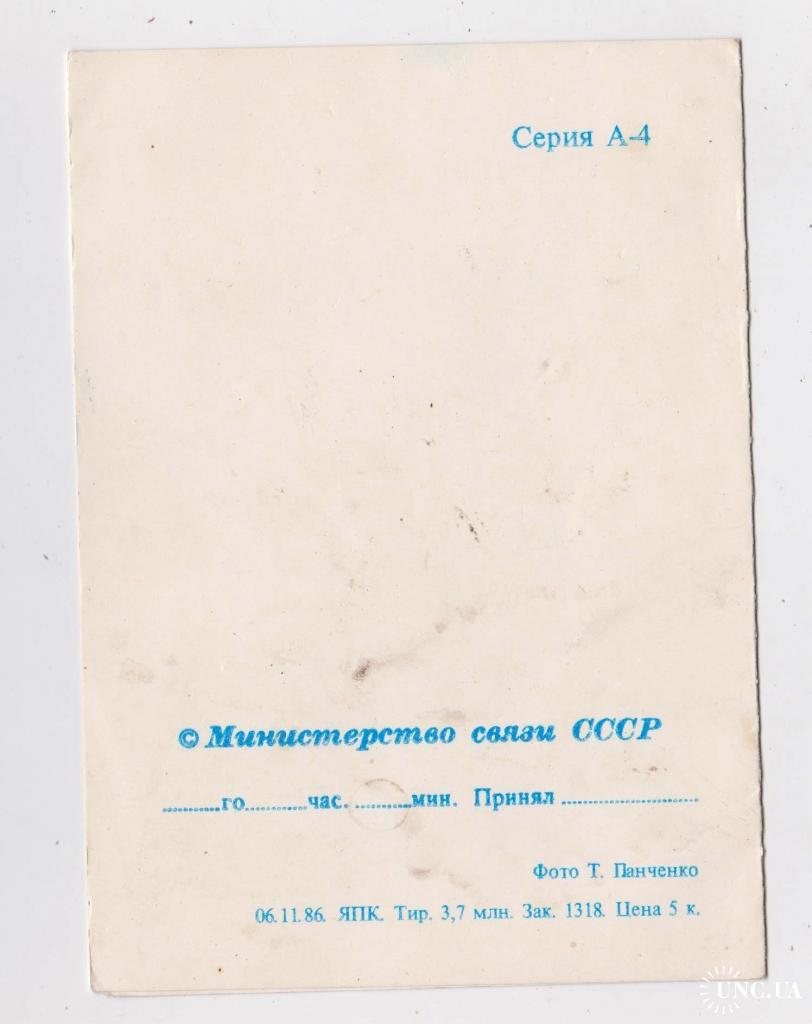 Серия А-4
© Министерство связи СССР
...........го............час. ...........мин. Принял ...........................
Фото Т. Панченко
06.11.86. ЯПК. Тир. 3,7 млн. Зак. 1318. Цена 5 к.
UNC.UA